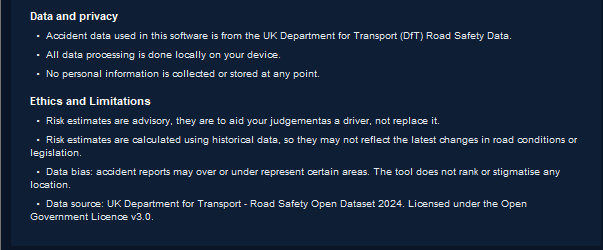 Data and privacy
• Accident data used in this software is from the UK Department for Transport (DfT) Road Safety Data.
• All data processing is done locally on your device.
• No personal information is collected or stored at any point.
Ethics and Limitations
• Risk estimates are advisory, they are to aid your judgementas a driver, not replace it.
• Risk estimates are calculated using historical data, so they may not reflect the latest changes in road conditions or
legislation.
• Data bias: accident reports may over or under represent certain areas. The tool does not rank or stigmatise any
location.
• Data source: UK Department for Transport - Road Safety Open Dataset 2024. Licensed under the Open
Government Licence v3.0.